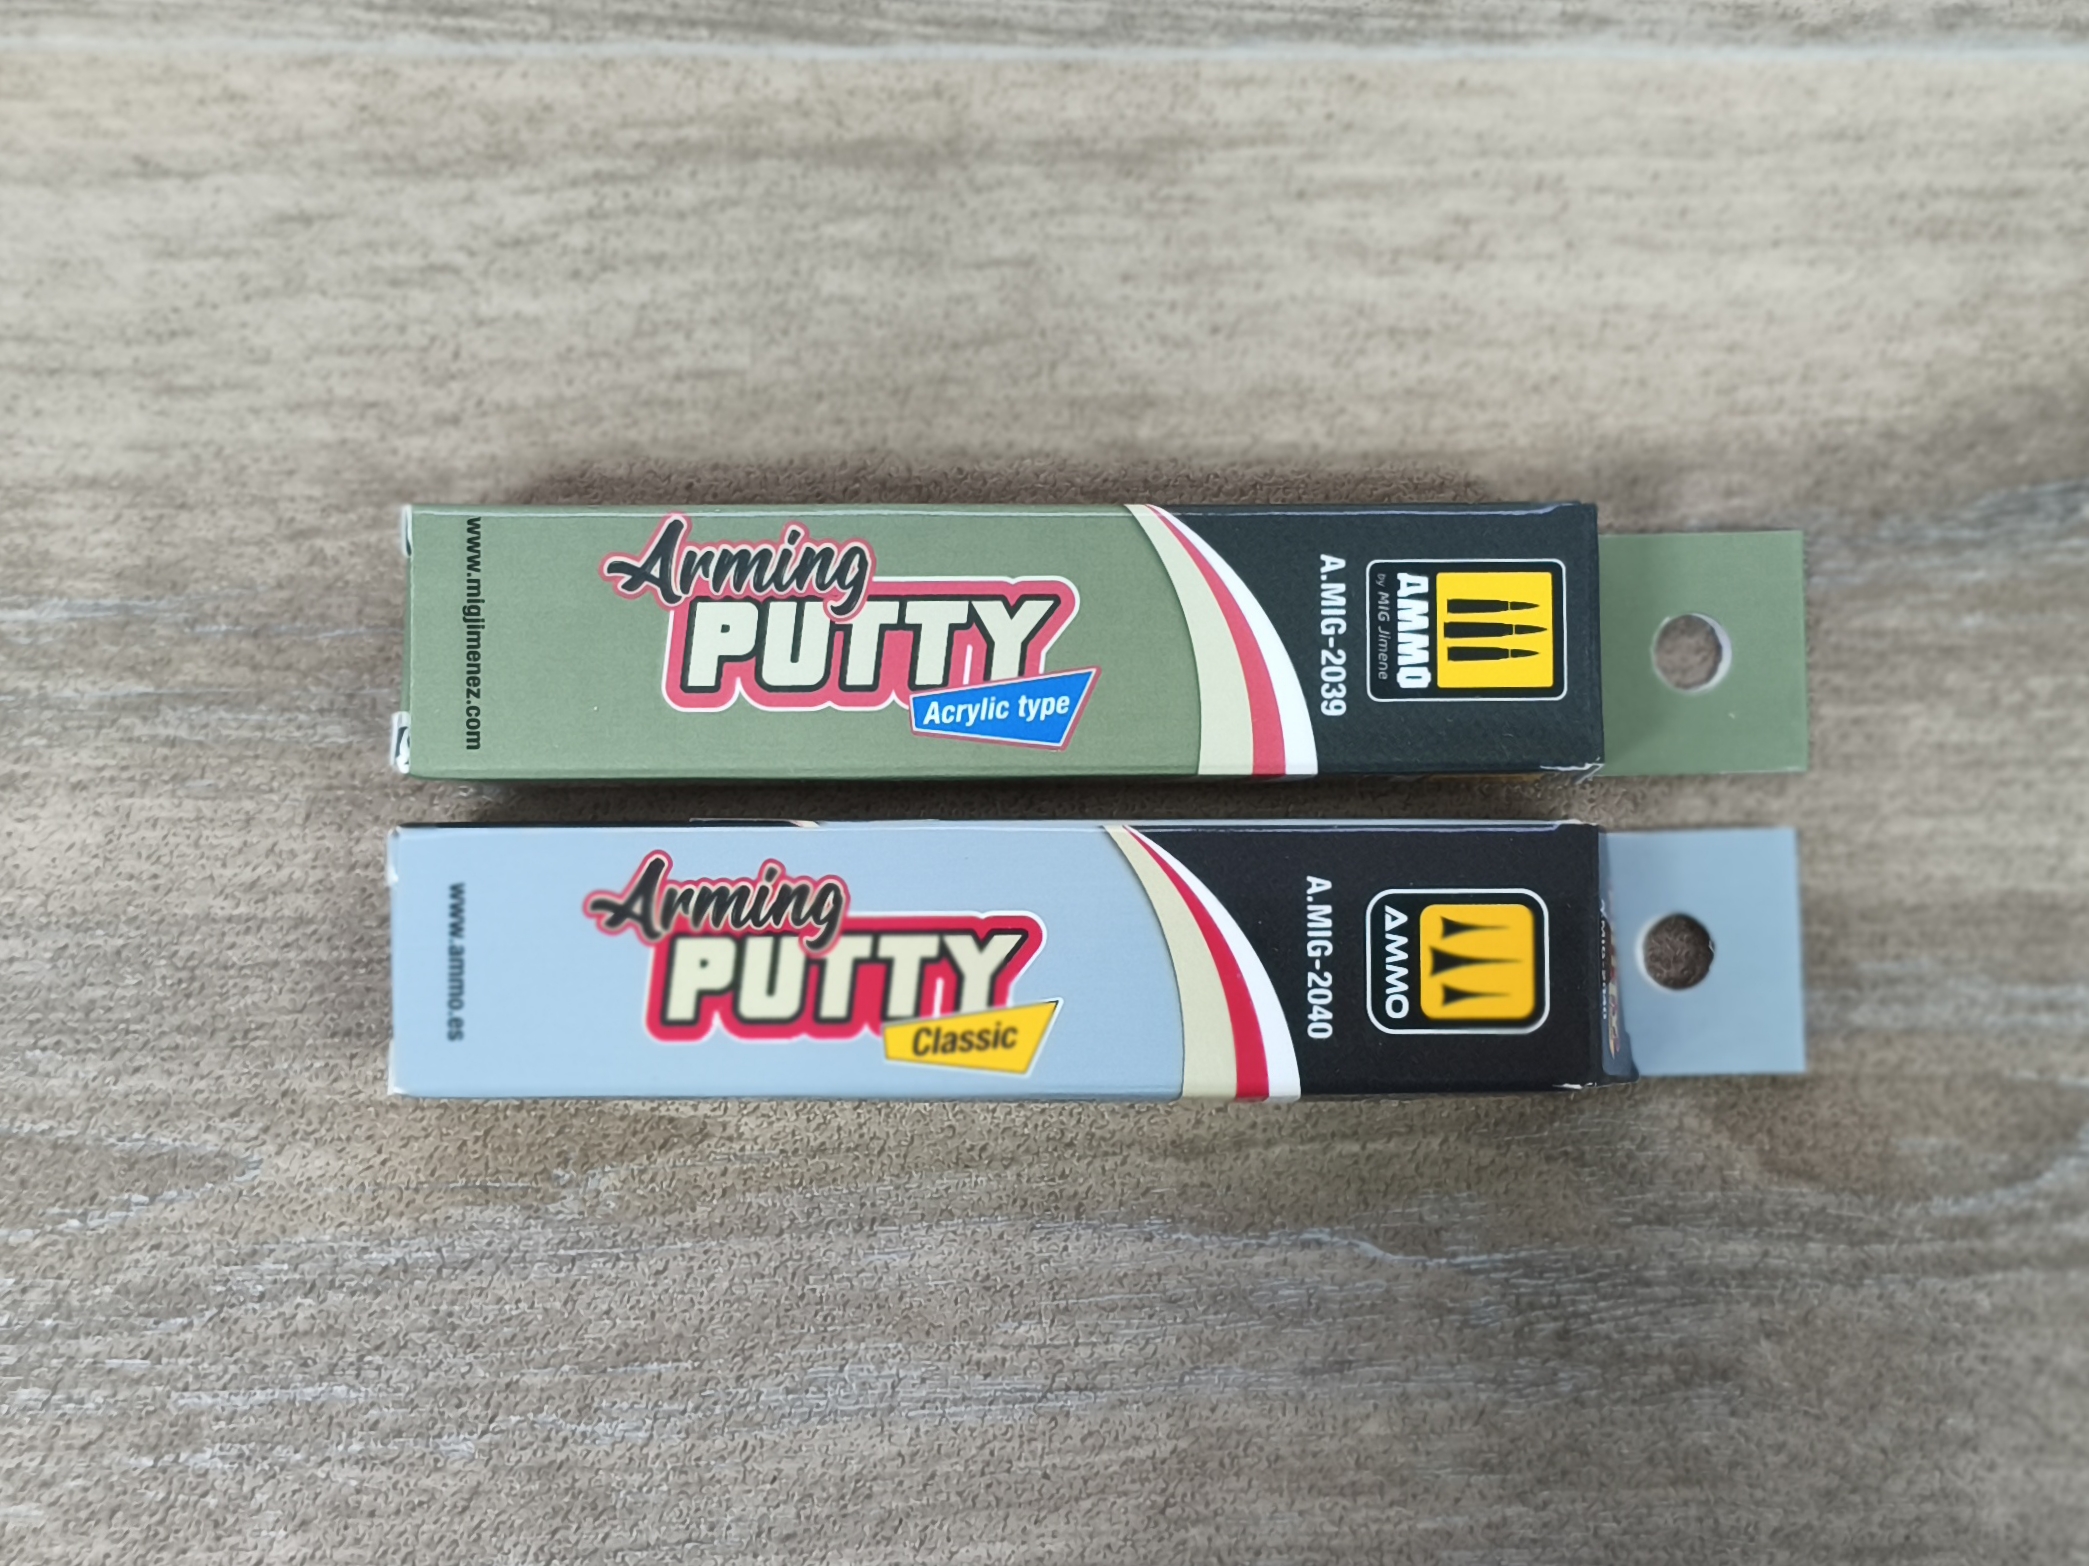 www.migjimenez.com
Arming
PUTTY
Acrylic type
A.MIG-2039
AMMO
by MIG Jimene
www.ammo.es
Arming
PUTTY
Classic
A.MIG-2040
AMMO